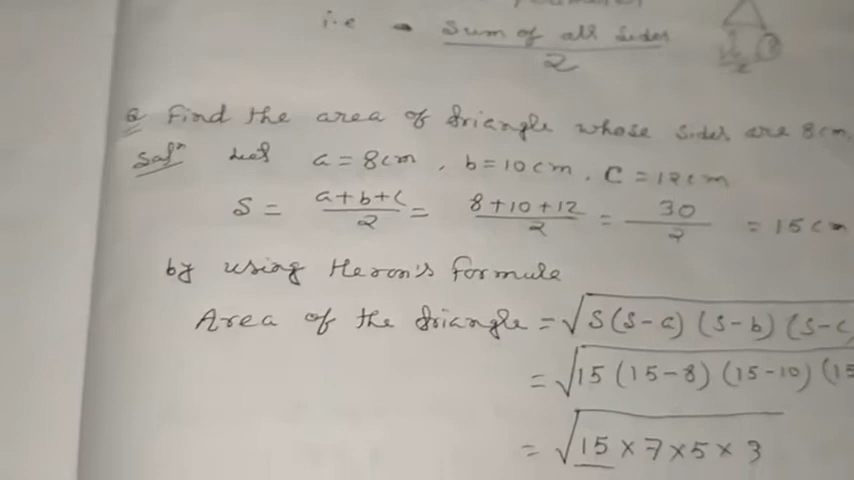 i.e - Sum of all sides
2
Q Find the area of triangle whose sides are 8cm,
Solⁿ Let a = 8cm, b = 10cm, C = 12cm
S = a+b+c/2 = 8+10+12/2 = 30/2 = 15cm
by using Heron's formula
Area of the triangle = √S(S-a) (S-b) (S-c
= √15 (15-8) (15-10) (15
= √15 × 7 × 5 × 3